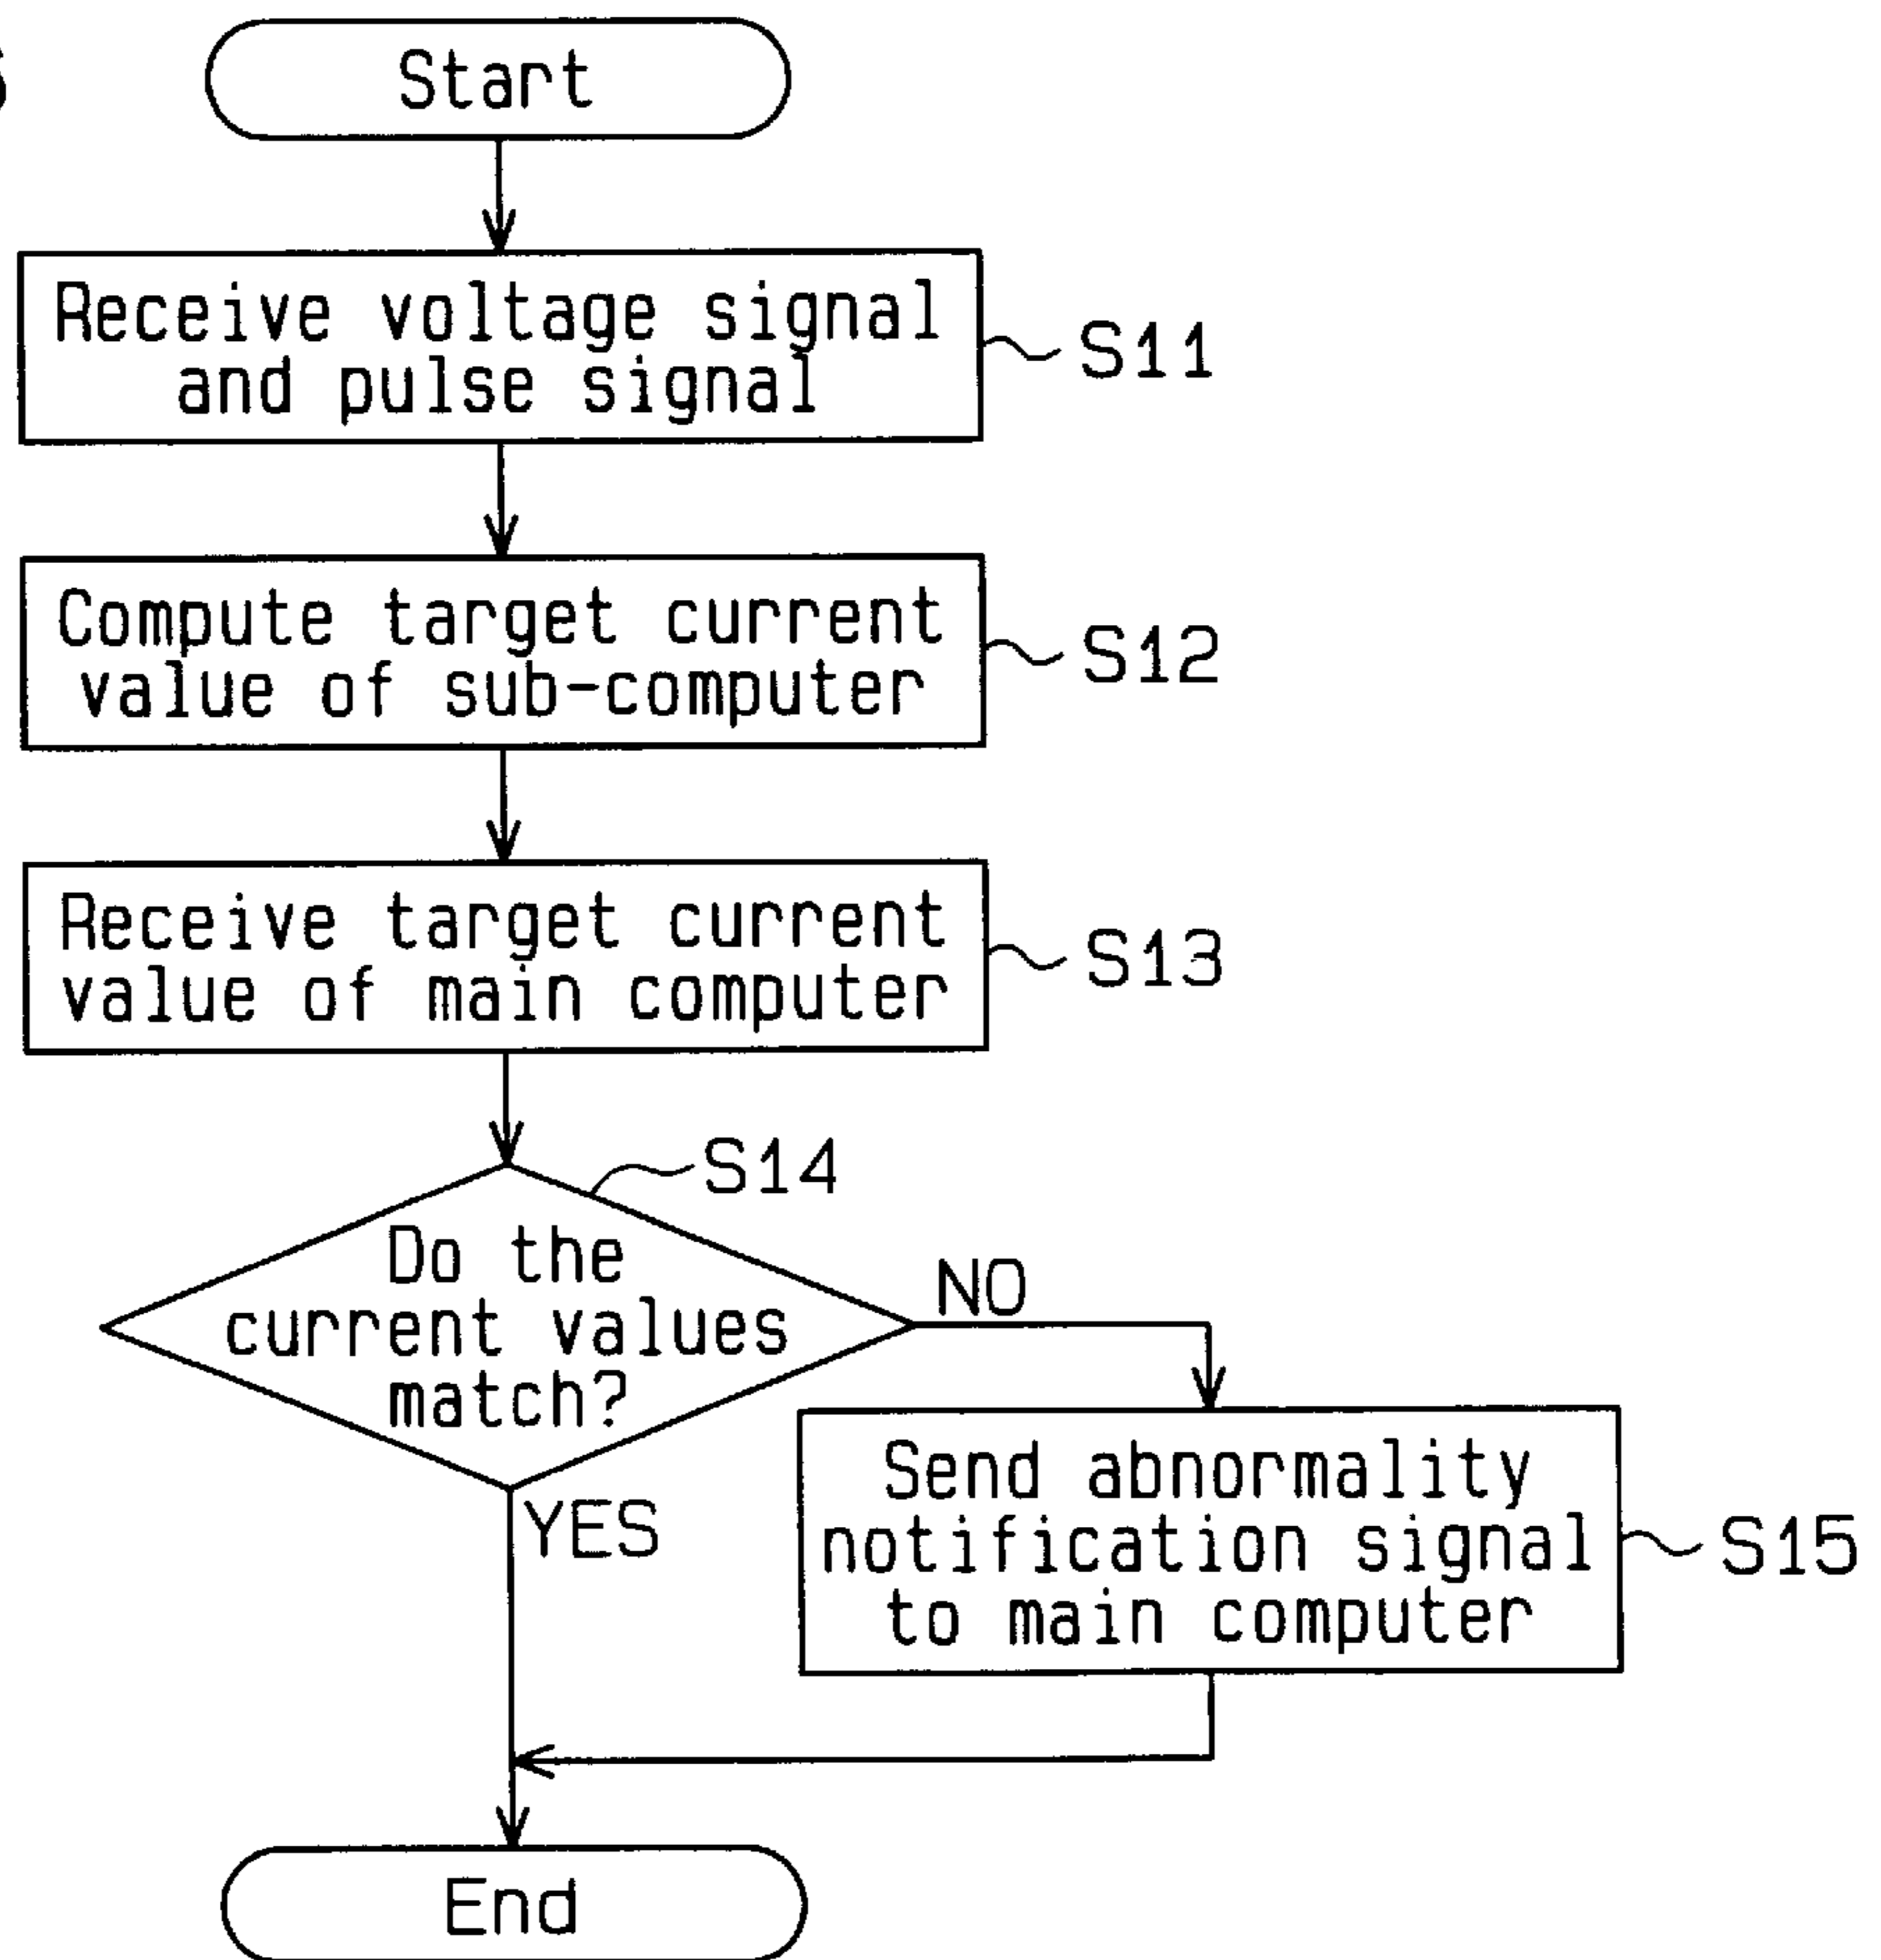 Start
Receive voltage signal
and pulse signal
S11
Compute target current
value of sub-computer
S12
Receive target current
value of main computer
S13
S14
Do the
current values
match?
NO
YES
Send abnormality
notification signal
to main computer
S15
End